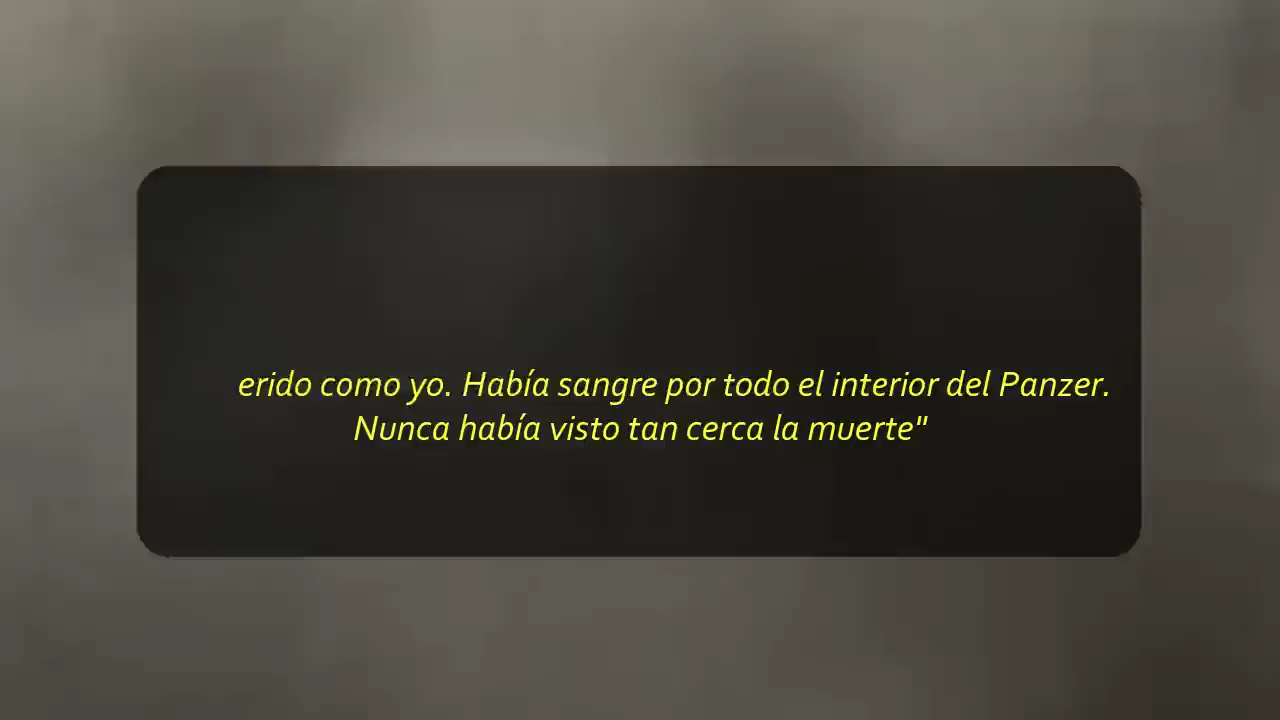 erido como yo. Había sangre por todo el interior del Panzer.
Nunca había visto tan cerca la muerte"